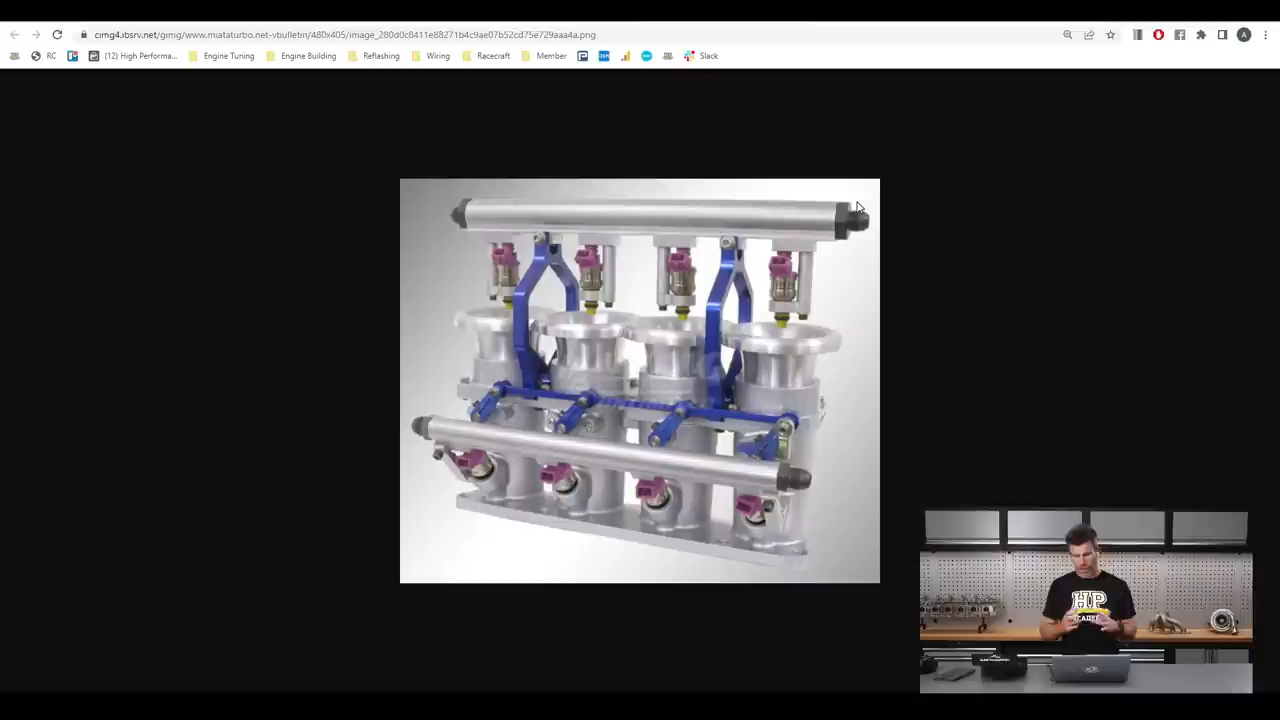 cimg4.ibsrv.net/gimg/www.miataturbo.net-vbulletin/480x405/image_280d0c8411e88271b4c9ae07b52cd75e729aaa4a.png
A
RC
(12) High Performa...
Engine Tuning
Engine Building
Reflashing
Wiring
Racecraft
Member
Slack
HP